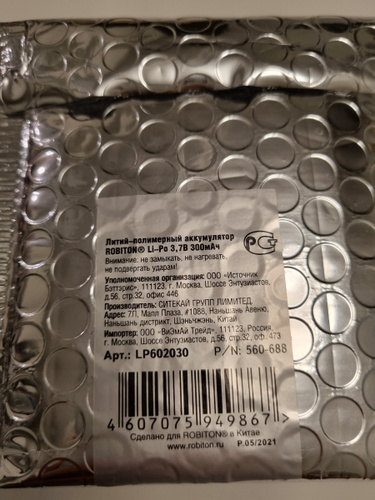 Литий-полимерный аккумулятор
ROBITON® Li-Po 3,7В 300мАч
Внимание: не замыкать, не нагревать,
не подвергать ударам!
Уполномоченная организация: ООО «Источник
Бэттэрис», 111123, г. Москва, Шоссе Энтузиастов,
д.56, стр.32, офис 446
Производитель: СИТЕКАЙ ГРУПП ЛИМИТЕД
Адрес: 7П, Малл Плаза, #1088, Наньшань Авеню,
Наньшань дистрикт, Шэньчжэнь, Китай
Импортер: ООО «ВиЭмАй Трейд», 111123, Россия,
г. Москва, Шоссе Энтузиастов, д.56, стр.32, оф. 473
Арт.: LP602030 P/N: 560-688
4 607075 949867 >
Сделано для ROBITON® в Китае
www.robiton.ru P.05/2021